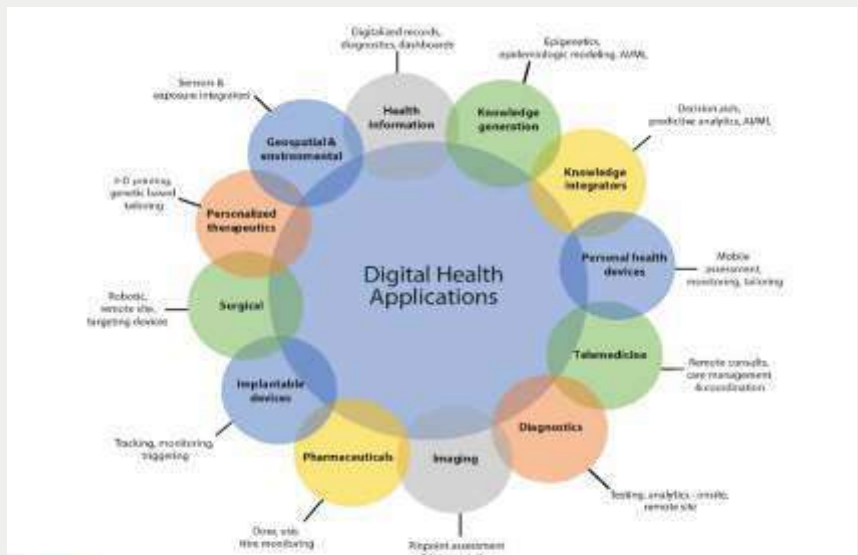 Digitalized records,
diagnostics, dashboards
Health
information
Epigenetics,
epidemiologic modeling, AI/ML
Knowledge
generation
Decision aids,
predictive analytics, AI/ML
Knowledge
integrators
Personal health
devices
Mobile
assessment,
monitoring, tailoring
Telemedicine
Remote consults,
care management
& coordination
Diagnostics
Testing, analytics - onsite,
remote site
Imaging
Pinpoint assessment
Pharmaceuticals
Dose, use,
monitoring
Implantable
devices
Tracking, monitoring,
triggering
Surgical
Robotic,
remote site,
targeting devices
Personalized
therapeutics
3-D printing,
genetic based
tailoring
Geospatial &
environmental
Sensors &
exposure integrators
Digital Health
Applications